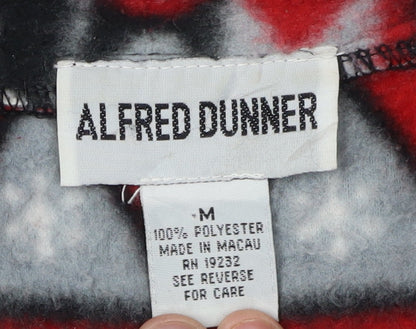 ALFRED DUNNER
M
100% POLYESTER
MADE IN MACAU
RN 19232
SEE REVERSE
FOR CARE